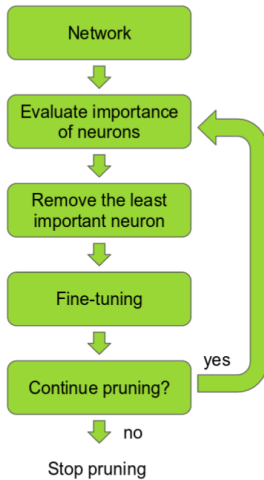 Network
Evaluate importance
of neurons
Remove the least
important neuron
Fine-tuning
yes
Continue pruning?
no
Stop pruning